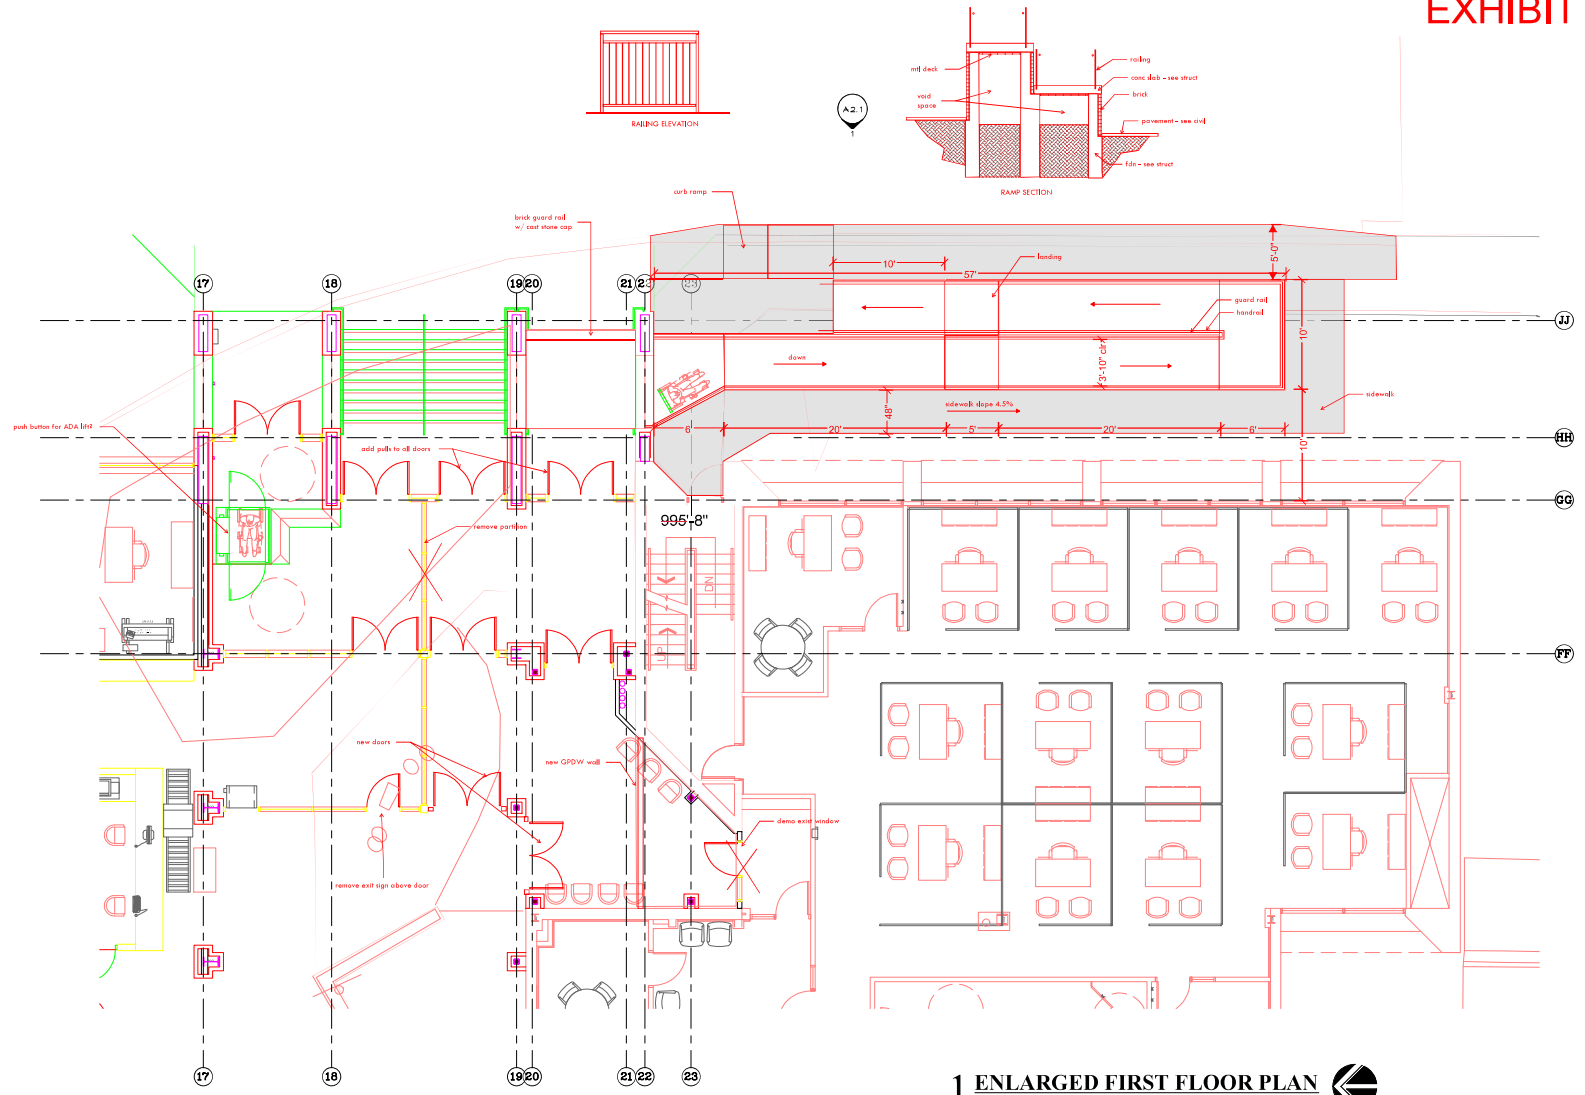 EXHIBIT
RAILING ELEVATION
A2.1
1
mtl deck
void
space
railing
conc slab - see struct
brick
pavement - see civil
fdn - see struct
RAMP SECTION
curb ramp
brick guard rail
w/ cast stone cap
landing
10'
57'
5'-0"
17
18
19
20
21
22
23
JJ
guard rail
handrail
10'
3'-10" clr
down
sidewalk
sidewalk slope 4.5%
48"
6'
20'
5'
20'
6'
10'
HH
push button for ADA lift?
add pulls to all doors
GG
995'-8"
remove partition
DN
UP
FF
new doors
new GPDW wall
demo exist window
remove exit sign above door
17
18
19
20
21
22
23
1 ENLARGED FIRST FLOOR PLAN